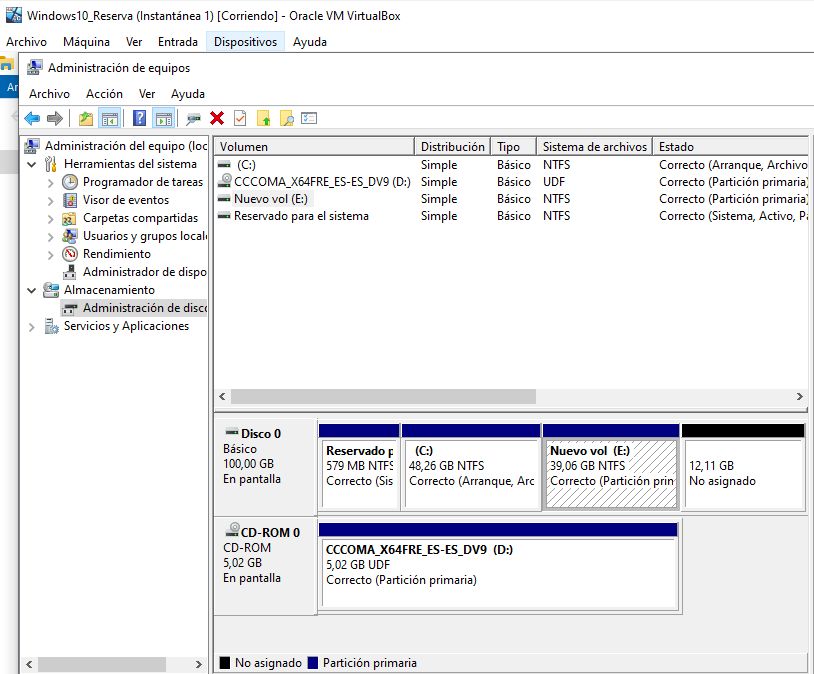 Windows10_Reserva (Instantánea 1) [Corriendo] - Oracle VM VirtualBox
Archivo Máquina Ver Entrada Dispositivos Ayuda
Administración de equipos
Archivo Acción Ver Ayuda
Administración del equipo (loc
Herramientas del sistema
Programador de tareas
Visor de eventos
Carpetas compartidas
Usuarios y grupos locale
Rendimiento
Administrador de dispo
Almacenamiento
Administración de disco
Servicios y Aplicaciones
Volumen Distribución Tipo Sistema de archivos Estado
(C:) Simple Básico NTFS Correcto (Arranque, Archivo
CCCOMA_X64FRE_ES-ES_DV9 (D:) Simple Básico UDF Correcto (Partición primaria)
Nuevo vol (E:) Simple Básico NTFS Correcto (Partición primaria)
Reservado para el sistema Simple Básico NTFS Correcto (Sistema, Activo, Pa
Disco 0
Básico
100,00 GB
En pantalla
Reservado p
579 MB NTFS
Correcto (Sis
(C:)
48,26 GB NTFS
Correcto (Arranque, Arc
Nuevo vol (E:)
39,06 GB NTFS
Correcto (Partición prim
12,11 GB
No asignado
CD-ROM 0
CD-ROM
5,02 GB
En pantalla
CCCOMA_X64FRE_ES-ES_DV9 (D:)
5,02 GB UDF
Correcto (Partición primaria)
No asignado Partición primaria